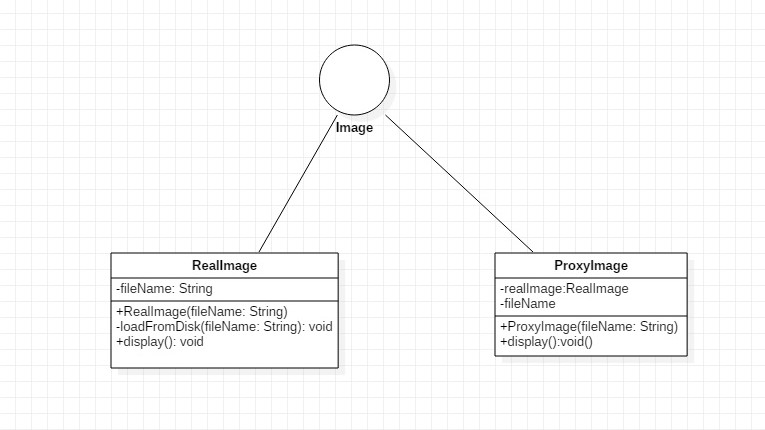 Image
RealImage
-fileName: String
+RealImage(fileName: String)
-loadFromDisk(fileName: String): void
+display(): void
ProxyImage
-realImage:RealImage
-fileName
+ProxyImage(fileName: String)
+display():void()